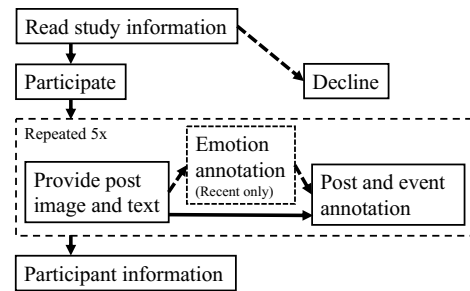 Read study information
Participate
Decline
Repeated 5x
Emotion
annotation
(Recent only)
Provide post
image and text
Post and event
annotation
Participant information